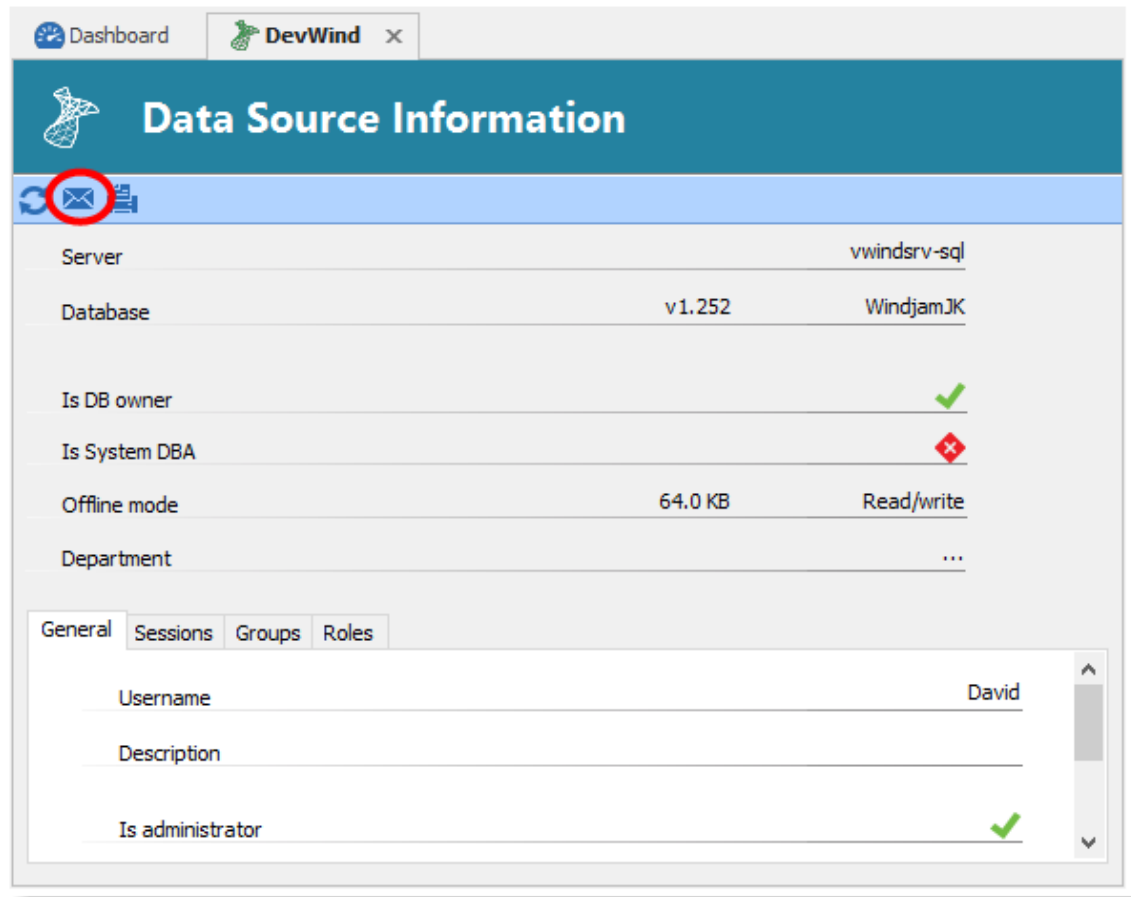 Dashboard DevWind
Data Source Information
Server vwindsrv-sql
Database v1.252 WindjamJK
Is DB owner
Is System DBA
Offline mode 64.0 KB Read/write
Department ...
General Sessions Groups Roles
Username David
Description
Is administrator